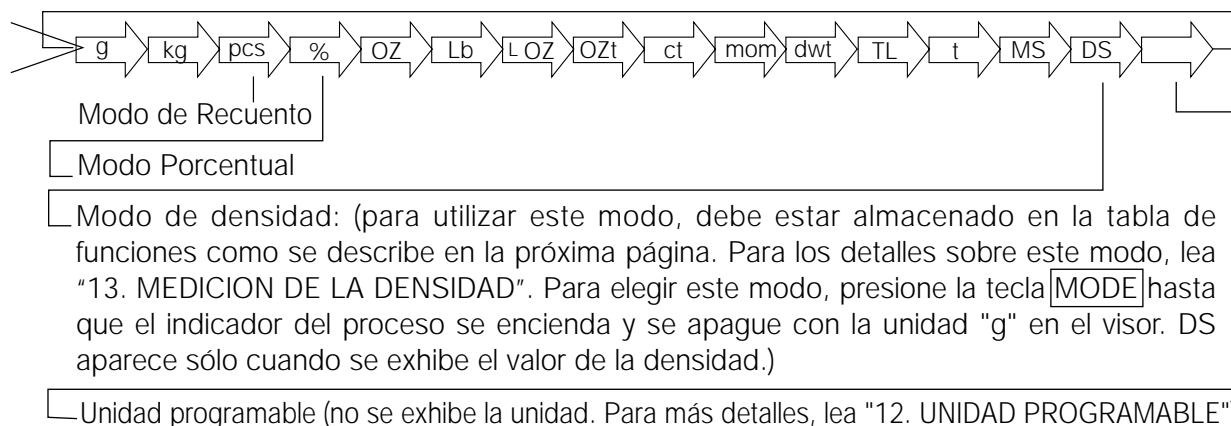 g kg pcs % OZ Lb L OZ OZt ct mom dwt TL t MS DS
Modo de Recuento
Modo Porcentual
Modo de densidad: (para utilizar este modo, debe estar almacenado en la tabla de
funciones como se describe en la próxima página. Para los detalles sobre este modo, lea
"13. MEDICION DE LA DENSIDAD". Para elegir este modo, presione la tecla MODE hasta
que el indicador del proceso se encienda y se apague con la unidad "g" en el visor. DS
aparece sólo cuando se exhibe el valor de la densidad.)
Unidad programable (no se exhibe la unidad. Para más detalles, lea "12. UNIDAD PROGRAMABLE"